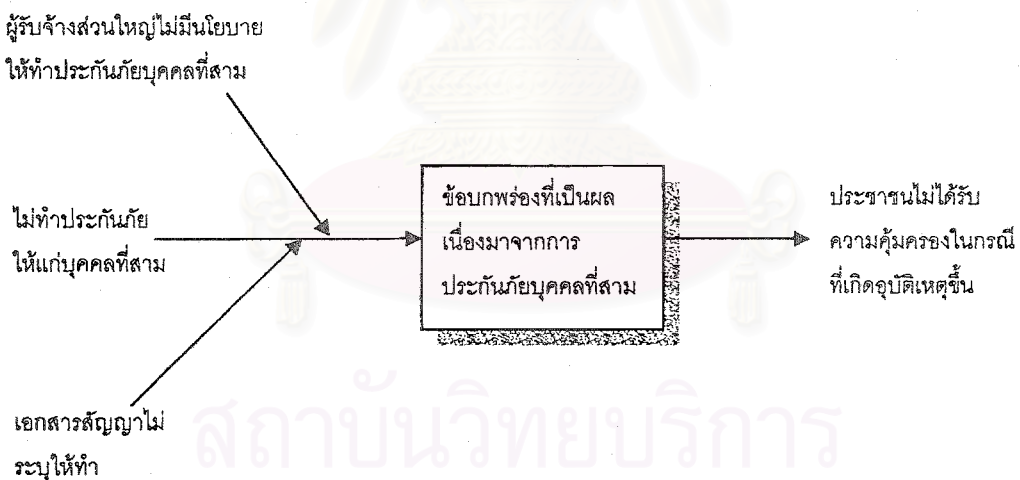 ผู้รับจ้างส่วนใหญ่ไม่มีนโยบาย
ให้ทำประกันภัยบุคคลที่สาม
ไม่ทำประกันภัย
ให้แก่บุคคลที่สาม
เอกสารสัญญาไม่
ระบุให้ทำ
ข้อบกพร่องที่เป็นผล
เนื่องมาจากการ
ประกันภัยบุคคลที่สาม
ประชาชนไม่ได้รับ
ความคุ้มครองในกรณี
ที่เกิดอุบัติเหตุขึ้น
สถาบันวิทยบริการ